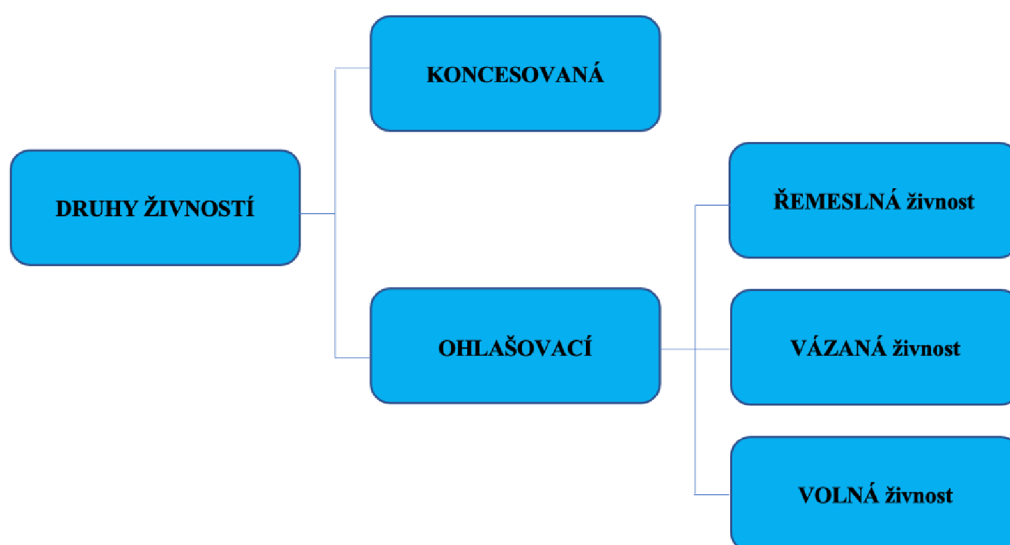 DRUHY ŽIVNOSTÍ
KONCESOVANÁ
OHLAŠOVACÍ
ŘEMESLNÁ živnost
VÁZANÁ živnost
VOLNÁ živnost